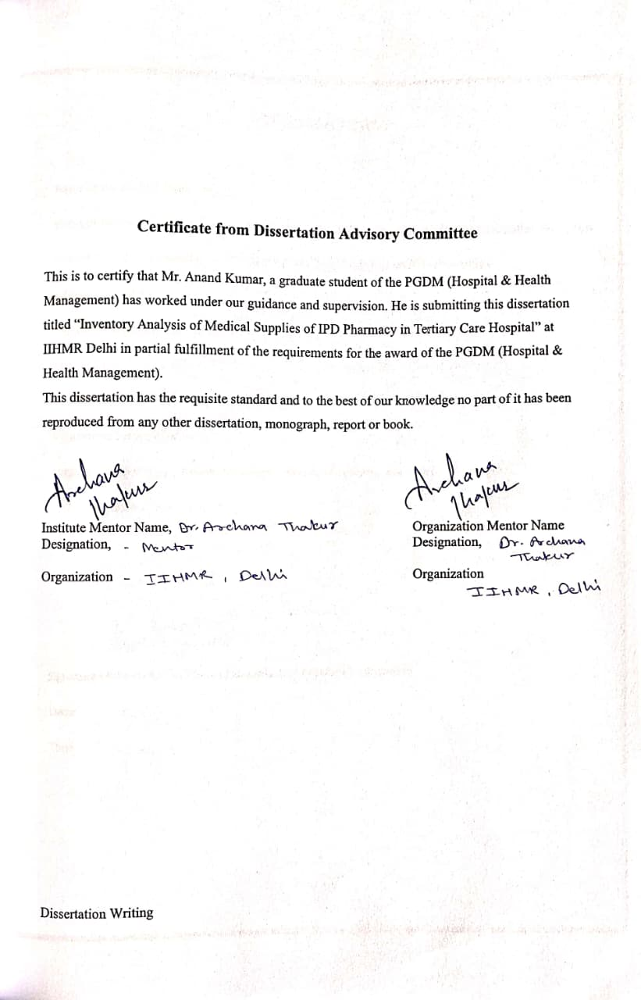 Certificate from Dissertation Advisory Committee
This is to certify that Mr. Anand Kumar, a graduate student of the PGDM (Hospital & Health
Management) has worked under our guidance and supervision. He is submitting this dissertation
titled “Inventory Analysis of Medical Supplies of IPD Pharmacy in Tertiary Care Hospital” at
IIHMR Delhi in partial fulfillment of the requirements for the award of the PGDM (Hospital &
Health Management).
This dissertation has the requisite standard and to the best of our knowledge no part of it has been
reproduced from any other dissertation, monograph, report or book.
Archana
Thakur
Institute Mentor Name, Dr. Archana Thakur
Designation, - Mentor
Organization - IIHMR, Delhi
Archana
Thakur
Organization Mentor Name
Designation, Dr. Archana
Thakur
Organization
IIHMR, Delhi
Dissertation Writing